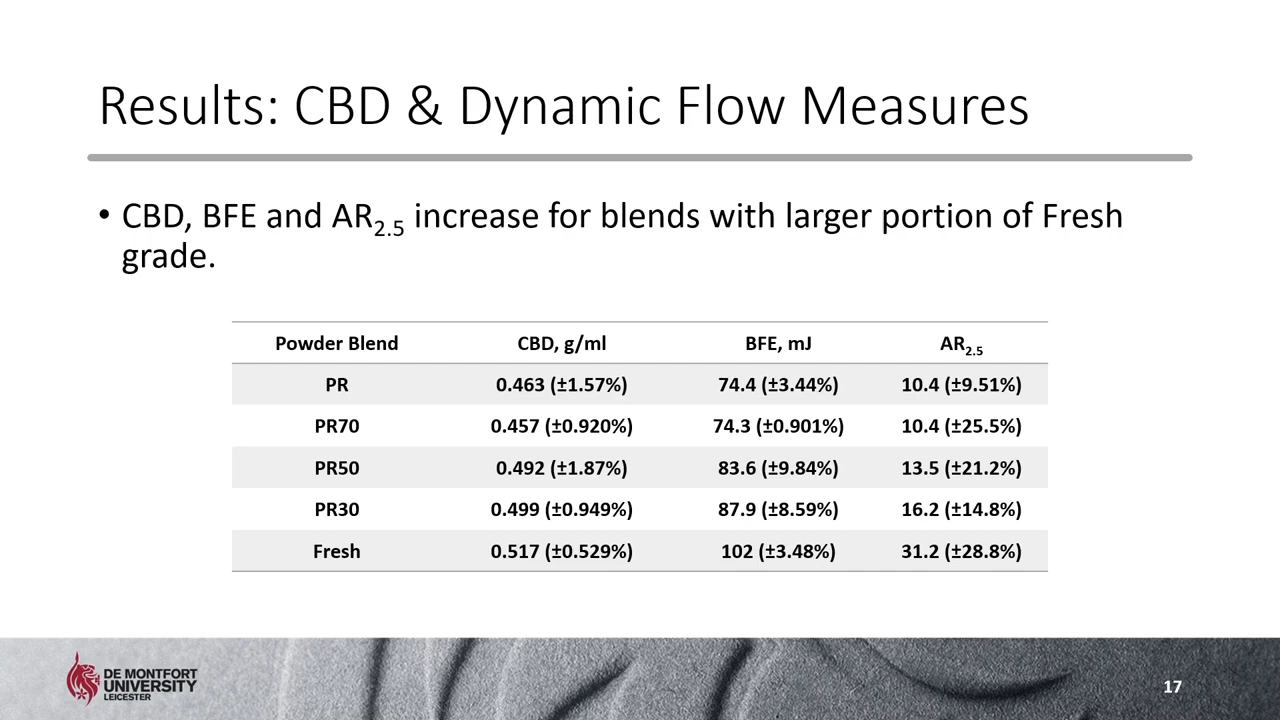 Results: CBD & Dynamic Flow Measures
• CBD, BFE and AR2.5 increase for blends with larger portion of Fresh
grade.
Powder Blend CBD, g/ml BFE, mJ AR2.5
PR 0.463 (±1.57%) 74.4 (±3.44%) 10.4 (±9.51%)
PR70 0.457 (±0.920%) 74.3 (±0.901%) 10.4 (±25.5%)
PR50 0.492 (±1.87%) 83.6 (±9.84%) 13.5 (±21.2%)
PR30 0.499 (±0.949%) 87.9 (±8.59%) 16.2 (±14.8%)
Fresh 0.517 (±0.529%) 102 (±3.48%) 31.2 (±28.8%)
DE MONTFORT
UNIVERSITY
LEICESTER
17